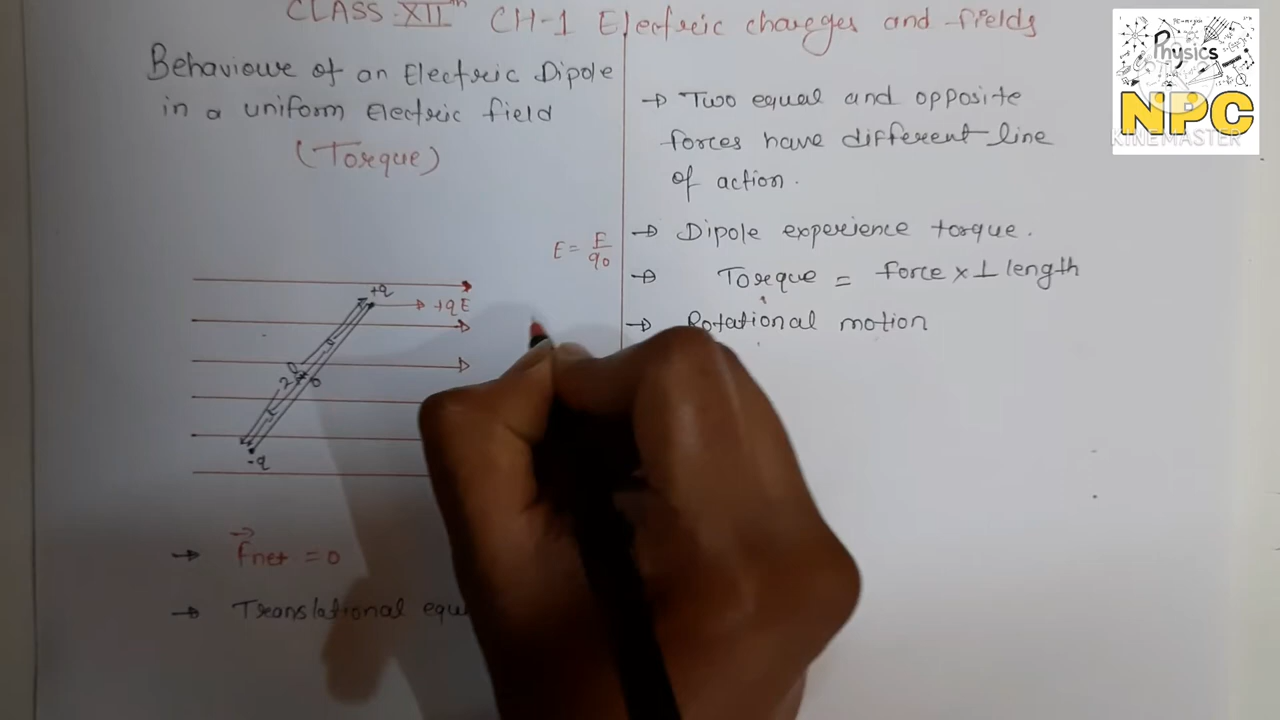 CLASS XIIth CH-1 Electric charges and fields
Behaviour of an Electric Dipole
in a uniform Electric field
(Torque)
→ Two equal and opposite
forces have different line
of action.
→ Dipole experience torque.
→ Torque = force × ⊥ length
→ Rotational motion
E = F/q0
+q
+qE
-q
→ Fnet = 0
→ Translational
Physics
NPC
KINEMASTER